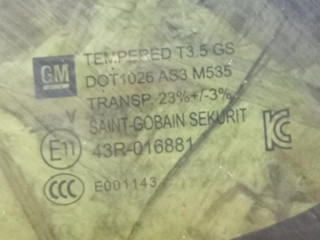 GM
TEMPERED T3.5 GS
DOT1026 AS3 M535
TRANSP. 23%+/-3%
V SAINT-GOBAIN SEKURIT
E11 43R-016881
CCC E001143